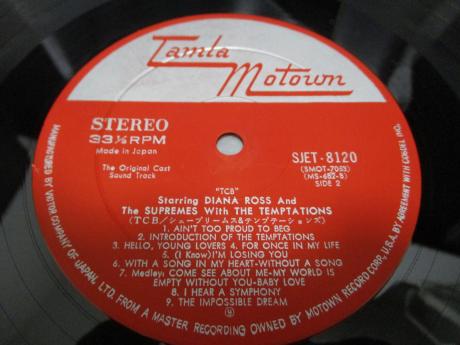 Tamla
Motown
STEREO
33⅓RPM
Made in Japan
The Original Cast
Sound Track
SJET-8120
(SMOT-7053)
(MS-682-S)
SIDE 2
"TCB"
Starring DIANA ROSS And
The SUPREMES With THE TEMPTATIONS
(TCB/シュープリームス&テンプテーションズ)
1. AIN'T TOO PROUD TO BEG
2. INTRODUCTION OF THE TEMPTATIONS
3. HELLO, YOUNG LOVERS 4. FOR ONCE IN MY LIFE
5. (I Know)I'M LOSING YOU
6. WITH A SONG IN MY HEART-WITHOUT A SONG
7. Medley: COME SEE ABOUT ME-MY WORLD IS
EMPTY WITHOUT YOU-BABY LOVE
8. I HEAR A SYMPHONY
9. THE IMPOSSIBLE DREAM
MANUFACTURED BY VICTOR COMPANY OF JAPAN, LTD. FROM A MASTER RECORDING OWNED BY MOTOWN RECORD CORP., U.S.A. BY AGREEMENT WITH CGDEL INC.